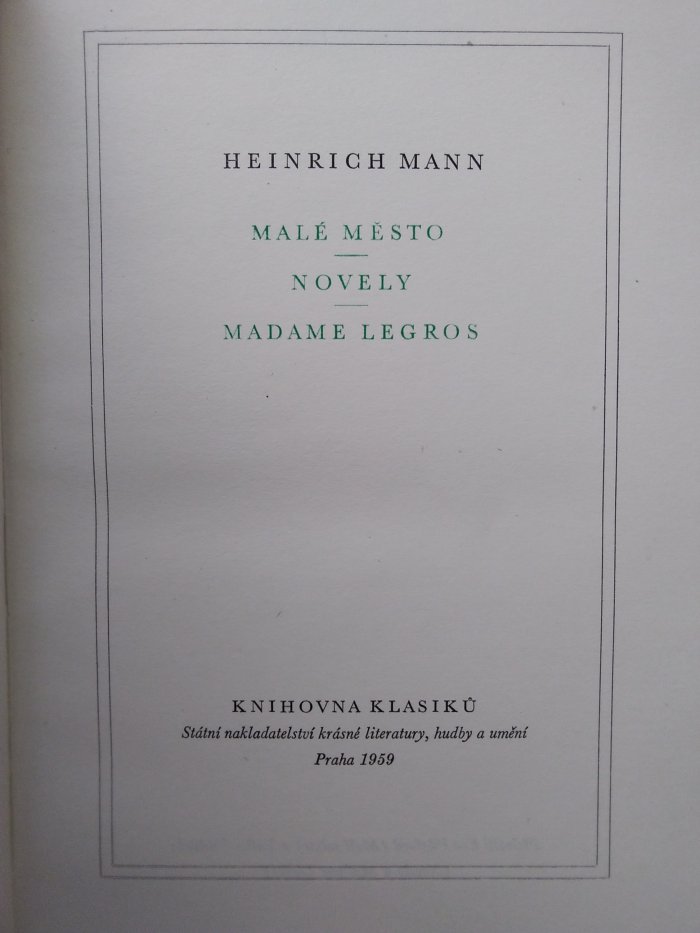 HEINRICH MANN
MALÉ MĚSTO
NOVELY
MADAME LEGROS
KNIHOVNA KLASIKŮ
Státní nakladatelství krásné literatury, hudby a umění
Praha 1959